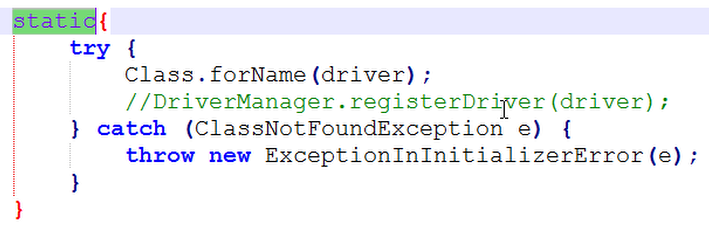 static{
    try {
        Class.forName(driver);
        //DriverManager.registerDriver(driver);
    } catch (ClassNotFoundException e) {
        throw new ExceptionInInitializerError(e);
    }
}